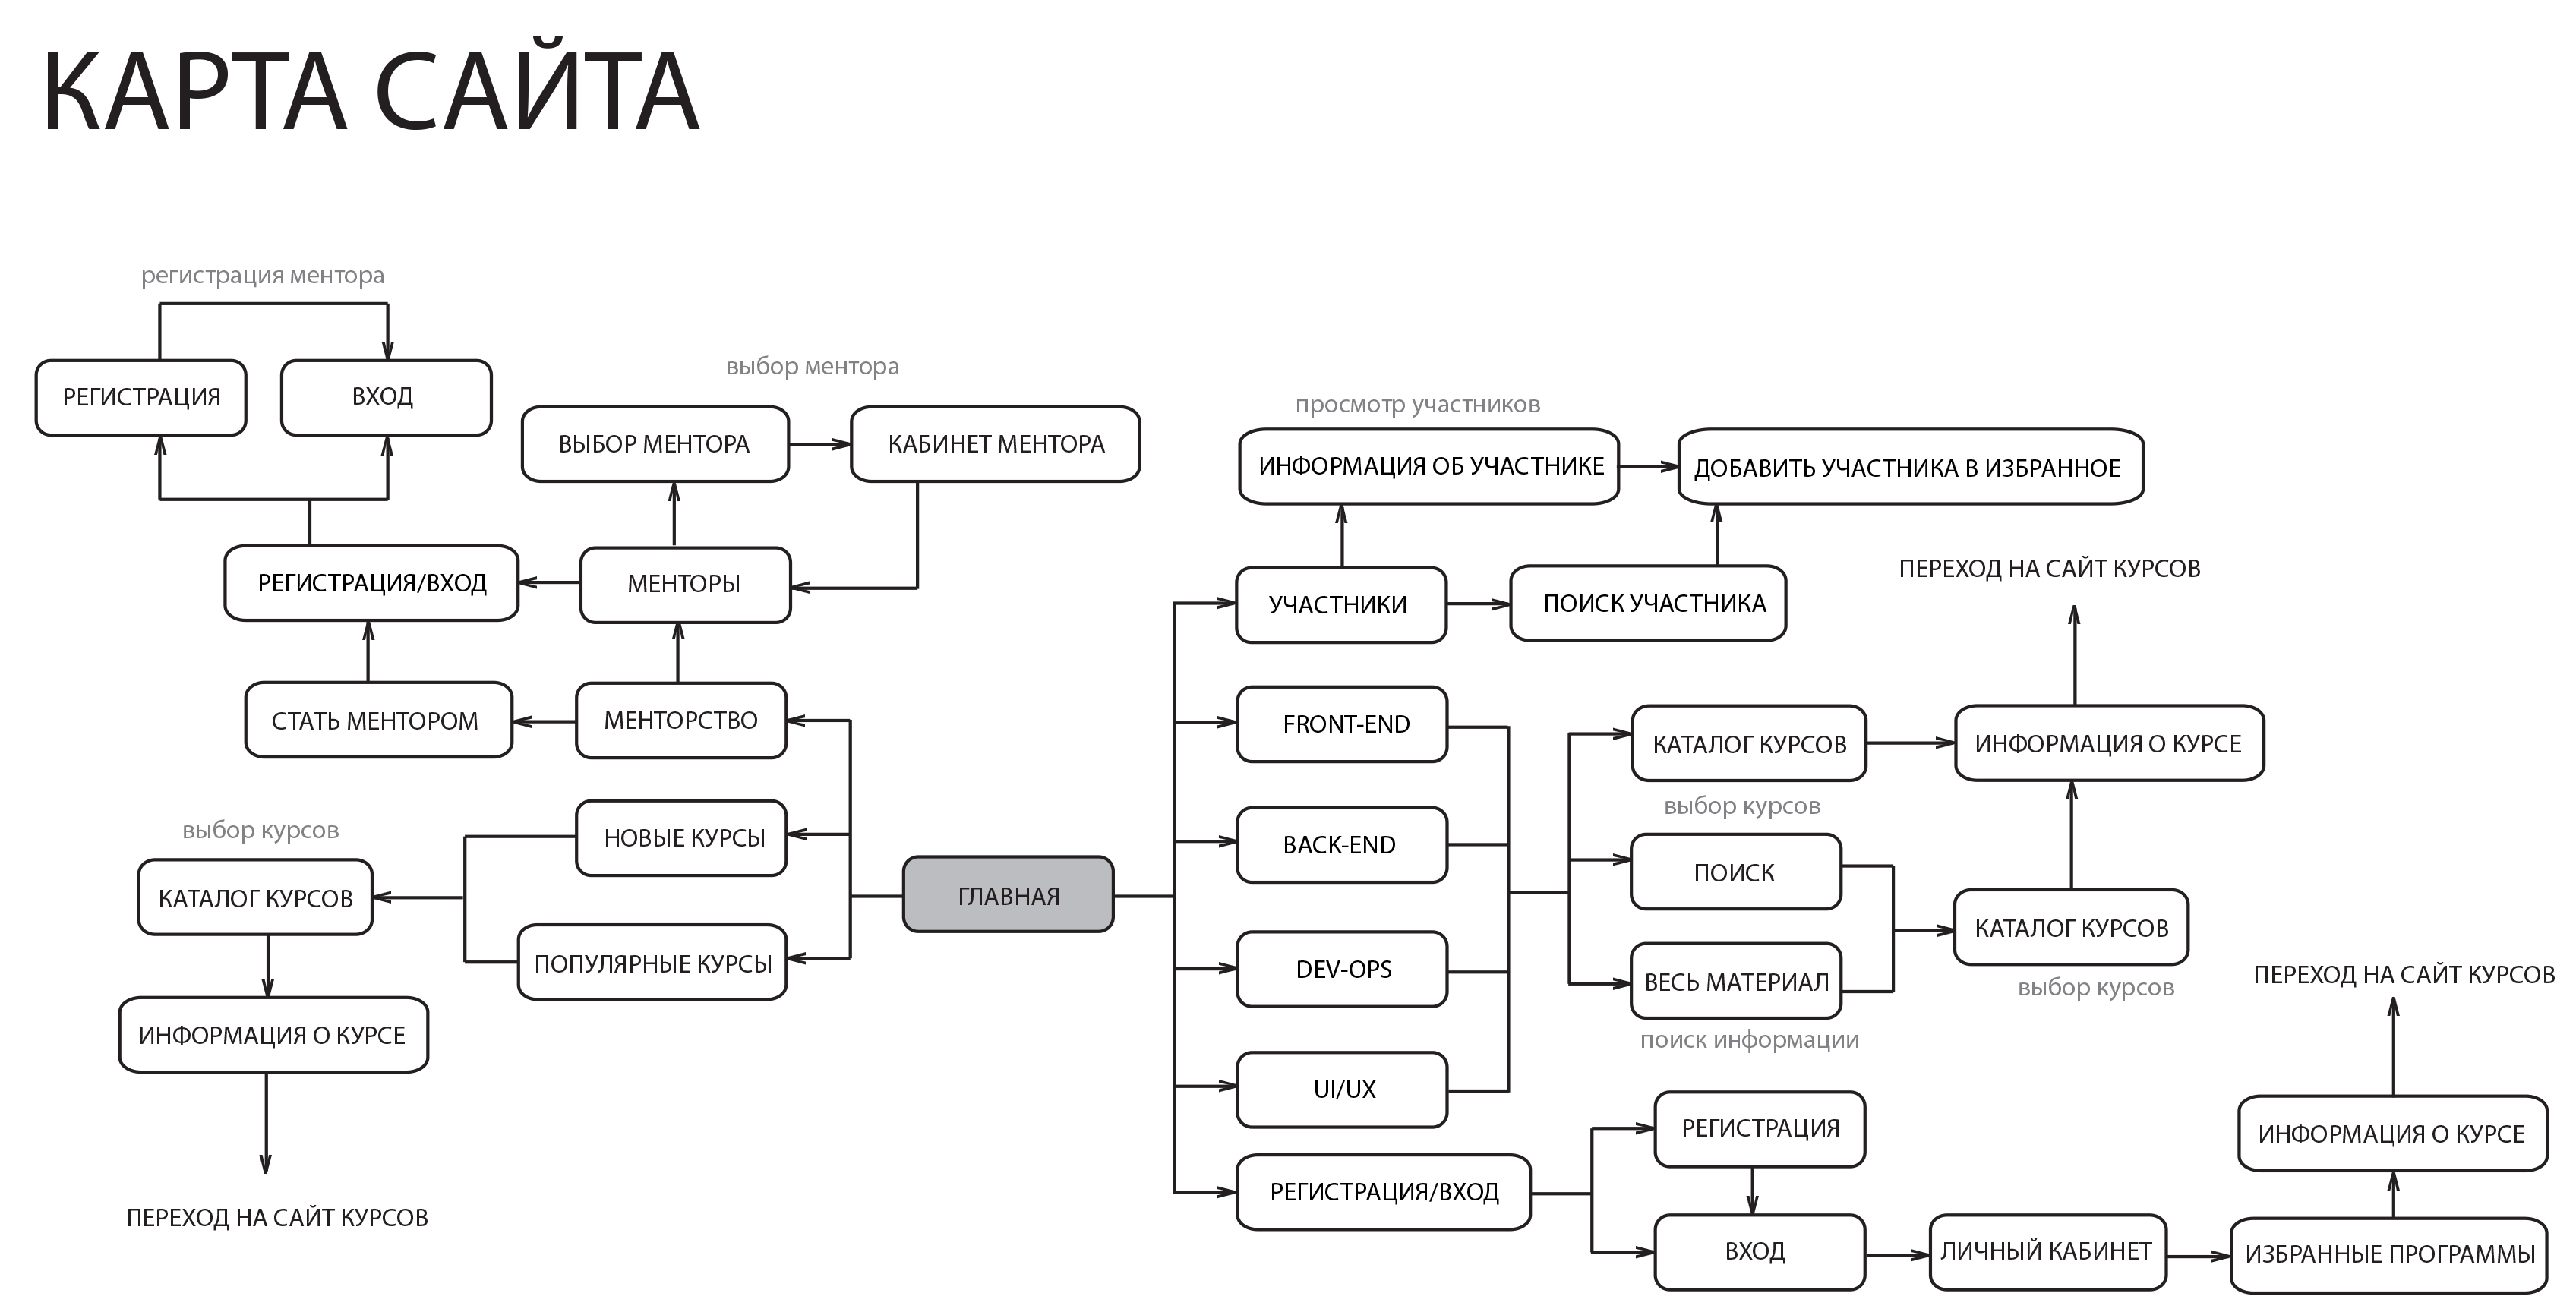 КАРТА САЙТА
регистрация ментора
РЕГИСТРАЦИЯ
ВХОД
выбор ментора
ВЫБОР МЕНТОРА
КАБИНЕТ МЕНТОРА
РЕГИСТРАЦИЯ/ВХОД
МЕНТОРЫ
СТАТЬ МЕНТОРОМ
МЕНТОРСТВО
выбор курсов
НОВЫЕ КУРСЫ
КАТАЛОГ КУРСОВ
ПОПУЛЯРНЫЕ КУРСЫ
ИНФОРМАЦИЯ О КУРСЕ
ПЕРЕХОД НА САЙТ КУРСОВ
ГЛАВНАЯ
просмотр участников
ИНФОРМАЦИЯ ОБ УЧАСТНИКЕ
ДОБАВИТЬ УЧАСТНИКА В ИЗБРАННОЕ
УЧАСТНИКИ
ПОИСК УЧАСТНИКА
FRONT-END
BACK-END
DEV-OPS
UI/UX
РЕГИСТРАЦИЯ/ВХОД
ПЕРЕХОД НА САЙТ КУРСОВ
КАТАЛОГ КУРСОВ
ИНФОРМАЦИЯ О КУРСЕ
выбор курсов
ПОИСК
ВЕСЬ МАТЕРИАЛ
поиск информации
КАТАЛОГ КУРСОВ
выбор курсов
РЕГИСТРАЦИЯ
ВХОД
ЛИЧНЫЙ КАБИНЕТ
ПЕРЕХОД НА САЙТ КУРСОВ
ИНФОРМАЦИЯ О КУРСЕ
ИЗБРАННЫЕ ПРОГРАММЫ